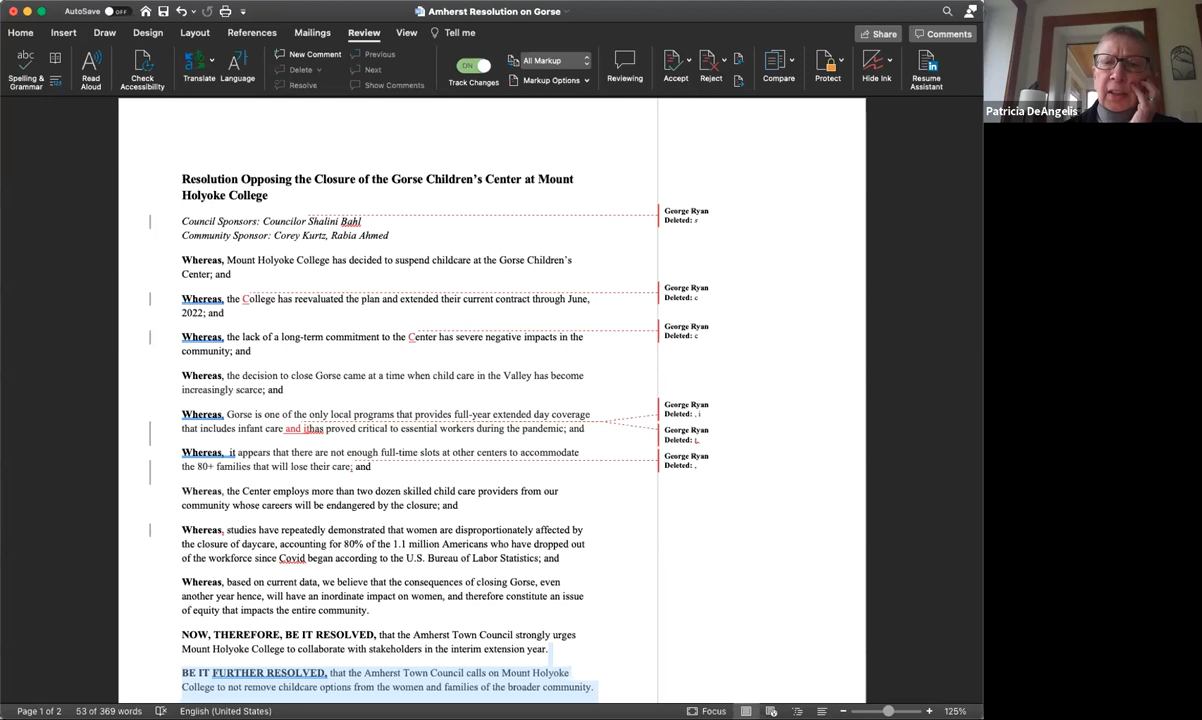 AutoSave OFF
Amherst Resolution on Gorse
Home Insert Draw Design Layout References Mailings Review View Tell me
Share Comments
abc
Spelling & Grammar
Read Aloud
Check Accessibility
Translate Language
New Comment
Delete
Resolve
Previous
Next
Show Comments
ON
Track Changes
All Markup
Markup Options
Reviewing
Accept Reject
Compare
Protect
Hide Ink
Resume Assistant
Patricia DeAngelis
Resolution Opposing the Closure of the Gorse Children's Center at Mount
Holyoke College
Council Sponsors: Councilor Shalini Bahl
Community Sponsor: Corey Kurtz, Rabia Ahmed
Whereas, Mount Holyoke College has decided to suspend childcare at the Gorse Children's
Center; and
Whereas, the College has reevaluated the plan and extended their current contract through June,
2022; and
Whereas, the lack of a long-term commitment to the Center has severe negative impacts in the
community; and
Whereas, the decision to close Gorse came at a time when child care in the Valley has become
increasingly scarce; and
Whereas, Gorse is one of the only local programs that provides full-year extended day coverage
that includes infant care and ithas proved critical to essential workers during the pandemic; and
Whereas, it appears that there are not enough full-time slots at other centers to accommodate
the 80+ families that will lose their care; and
Whereas, the Center employs more than two dozen skilled child care providers from our
community whose careers will be endangered by the closure; and
Whereas, studies have repeatedly demonstrated that women are disproportionately affected by
the closure of daycare, accounting for 80% of the 1.1 million Americans who have dropped out
of the workforce since Covid began according to the U.S. Bureau of Labor Statistics; and
Whereas, based on current data, we believe that the consequences of closing Gorse, even
another year hence, will have an inordinate impact on women, and therefore constitute an issue
of equity that impacts the entire community.
NOW, THEREFORE, BE IT RESOLVED, that the Amherst Town Council strongly urges
Mount Holyoke College to collaborate with stakeholders in the interim extension year.
BE IT FURTHER RESOLVED, that the Amherst Town Council calls on Mount Holyoke
College to not remove childcare options from the women and families of the broader community.
George Ryan
Deleted: s
George Ryan
Deleted: c
George Ryan
Deleted: c
George Ryan
Deleted: , i
George Ryan
Deleted:
George Ryan
Deleted: ,
Page 1 of 2 53 of 369 words English (United States) Focus 125%